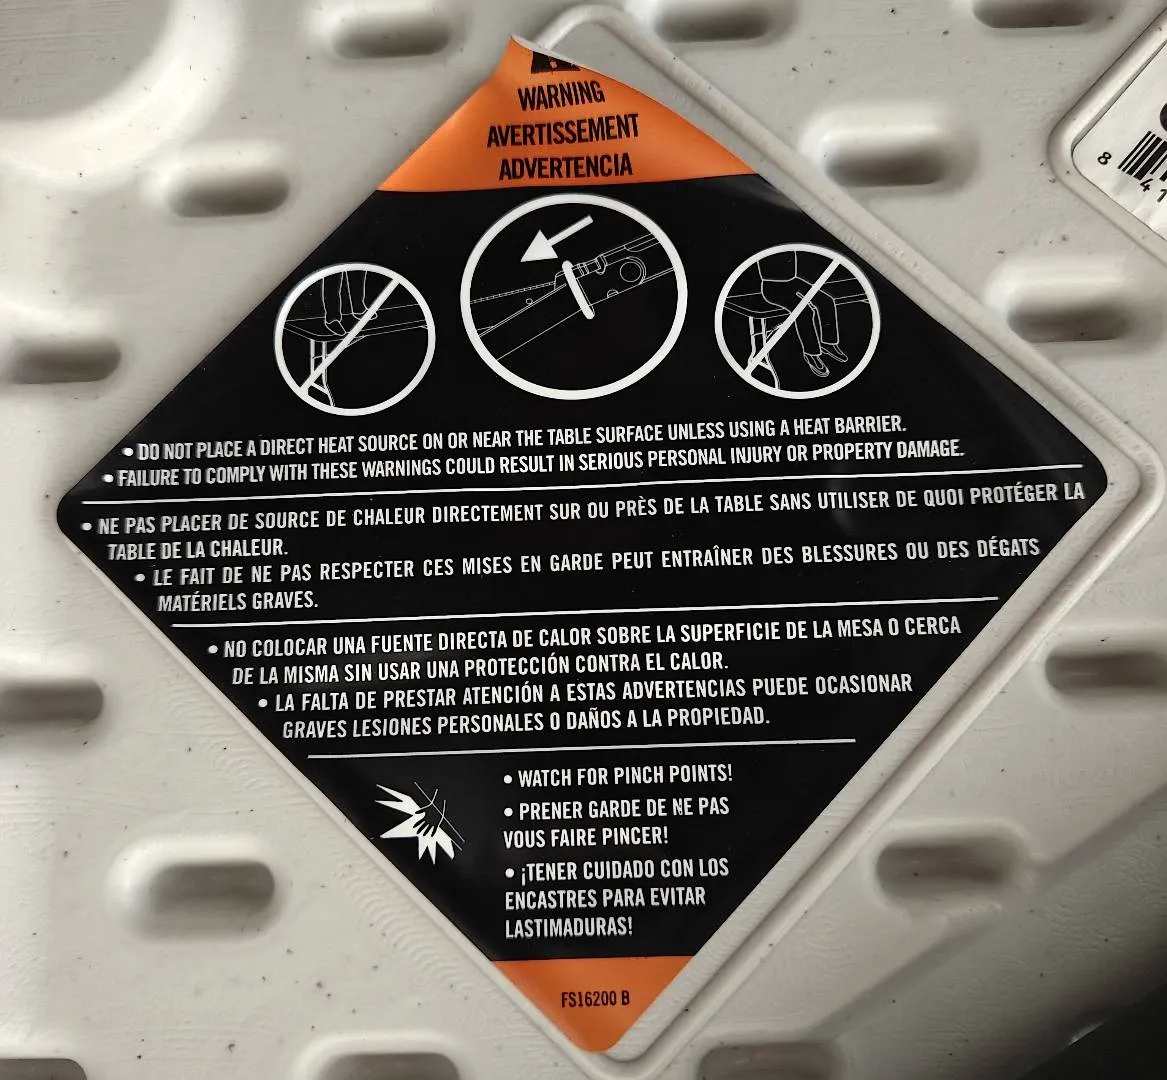 WARNING
AVERTISSEMENT
ADVERTENCIA
• DO NOT PLACE A DIRECT HEAT SOURCE ON OR NEAR THE TABLE SURFACE UNLESS USING A HEAT BARRIER.
• FAILURE TO COMPLY WITH THESE WARNINGS COULD RESULT IN SERIOUS PERSONAL INJURY OR PROPERTY DAMAGE.
• NE PAS PLACER DE SOURCE DE CHALEUR DIRECTEMENT SUR OU PRÈS DE LA TABLE SANS UTILISER DE QUOI PROTÉGER LA
TABLE DE LA CHALEUR.
• LE FAIT DE NE PAS RESPECTER CES MISES EN GARDE PEUT ENTRAÎNER DES BLESSURES OU DES DÉGATS
MATÉRIELS GRAVES.
• NO COLOCAR UNA FUENTE DIRECTA DE CALOR SOBRE LA SUPERFICIE DE LA MESA O CERCA
DE LA MISMA SIN USAR UNA PROTECCIÓN CONTRA EL CALOR.
• LA FALTA DE PRESTAR ATENCIÓN A ESTAS ADVERTENCIAS PUEDE OCASIONAR
GRAVES LESIONES PERSONALES O DAÑOS A LA PROPIEDAD.
• WATCH FOR PINCH POINTS!
• PRENER GARDE DE NE PAS
VOUS FAIRE PINCER!
• ¡TENER CUIDADO CON LOS
ENCASTRES PARA EVITAR
LASTIMADURAS!
FS16200 B
8
41